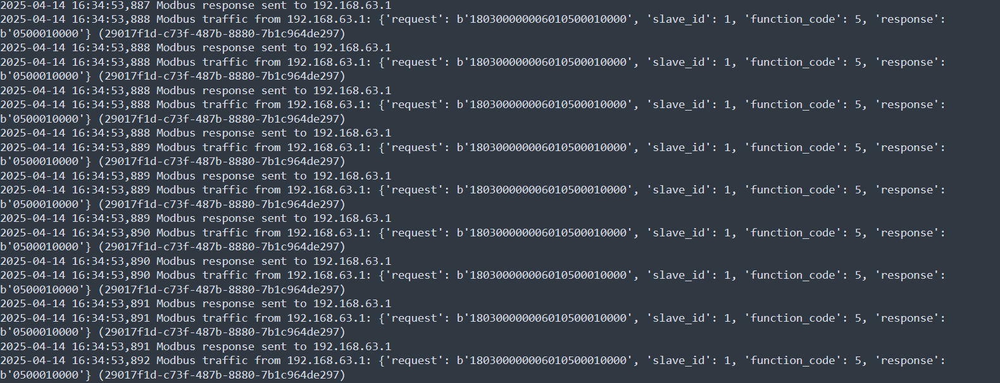 2025-04-14 16:34:53,887 Modbus response sent to 192.168.63.1
2025-04-14 16:34:53,888 Modbus traffic from 192.168.63.1: {'request': b'180300000006010500010000', 'slave_id': 1, 'function_code': 5, 'response':
b'0500010000'} (29017f1d-c73f-487b-8880-7b1c964de297)
2025-04-14 16:34:53,888 Modbus response sent to 192.168.63.1
2025-04-14 16:34:53,888 Modbus traffic from 192.168.63.1: {'request': b'180300000006010500010000', 'slave_id': 1, 'function_code': 5, 'response':
b'0500010000'} (29017f1d-c73f-487b-8880-7b1c964de297)
2025-04-14 16:34:53,888 Modbus response sent to 192.168.63.1
2025-04-14 16:34:53,888 Modbus traffic from 192.168.63.1: {'request': b'180300000006010500010000', 'slave_id': 1, 'function_code': 5, 'response':
b'0500010000'} (29017f1d-c73f-487b-8880-7b1c964de297)
2025-04-14 16:34:53,888 Modbus response sent to 192.168.63.1
2025-04-14 16:34:53,889 Modbus traffic from 192.168.63.1: {'request': b'180300000006010500010000', 'slave_id': 1, 'function_code': 5, 'response':
b'0500010000'} (29017f1d-c73f-487b-8880-7b1c964de297)
2025-04-14 16:34:53,889 Modbus response sent to 192.168.63.1
2025-04-14 16:34:53,889 Modbus traffic from 192.168.63.1: {'request': b'180300000006010500010000', 'slave_id': 1, 'function_code': 5, 'response':
b'0500010000'} (29017f1d-c73f-487b-8880-7b1c964de297)
2025-04-14 16:34:53,889 Modbus response sent to 192.168.63.1
2025-04-14 16:34:53,890 Modbus traffic from 192.168.63.1: {'request': b'180300000006010500010000', 'slave_id': 1, 'function_code': 5, 'response':
b'0500010000'} (29017f1d-c73f-487b-8880-7b1c964de297)
2025-04-14 16:34:53,890 Modbus response sent to 192.168.63.1
2025-04-14 16:34:53,890 Modbus traffic from 192.168.63.1: {'request': b'180300000006010500010000', 'slave_id': 1, 'function_code': 5, 'response':
b'0500010000'} (29017f1d-c73f-487b-8880-7b1c964de297)
2025-04-14 16:34:53,891 Modbus response sent to 192.168.63.1
2025-04-14 16:34:53,891 Modbus traffic from 192.168.63.1: {'request': b'180300000006010500010000', 'slave_id': 1, 'function_code': 5, 'response':
b'0500010000'} (29017f1d-c73f-487b-8880-7b1c964de297)
2025-04-14 16:34:53,891 Modbus response sent to 192.168.63.1
2025-04-14 16:34:53,892 Modbus traffic from 192.168.63.1: {'request': b'180300000006010500010000', 'slave_id': 1, 'function_code': 5, 'response':
b'0500010000'} (29017f1d-c73f-487b-8880-7b1c964de297)